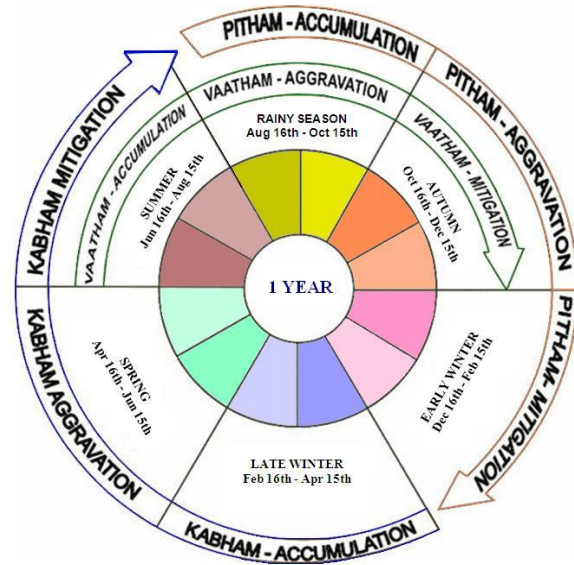 PITHAM - ACCUMULATION
PITHAM - AGGRAVATION
PITHAM- MITIGATION
KABHAM - ACCUMULATION
KABHAM AGGRAVATION
KABHAM MITIGATION
VAATHAM - ACCUMULATION
VAATHAM - AGGRAVATION
VAATHAM - MITIGATION
RAINY SEASON
Aug 16th - Oct 15th
AUTUMN
Oct 16th - Dec 15th
EARLY WINTER
Dec 16th - Feb 15th
LATE WINTER
Feb 16th - Apr 15th
SPRING
Apr 16th - Jun 15th
SUMMER
Jun 16th - Aug 15th
1 YEAR